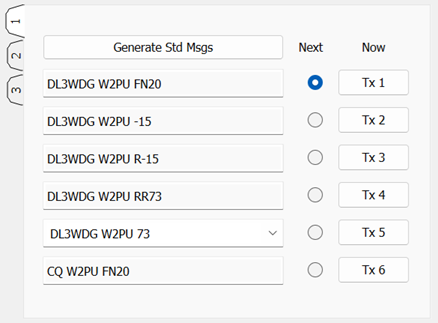 1
2
3
Generate Std Msgs Next Now
DL3WDG W2PU FN20 Tx 1
DL3WDG W2PU -15 Tx 2
DL3WDG W2PU R-15 Tx 3
DL3WDG W2PU RR73 Tx 4
DL3WDG W2PU 73 Tx 5
CQ W2PU FN20 Tx 6